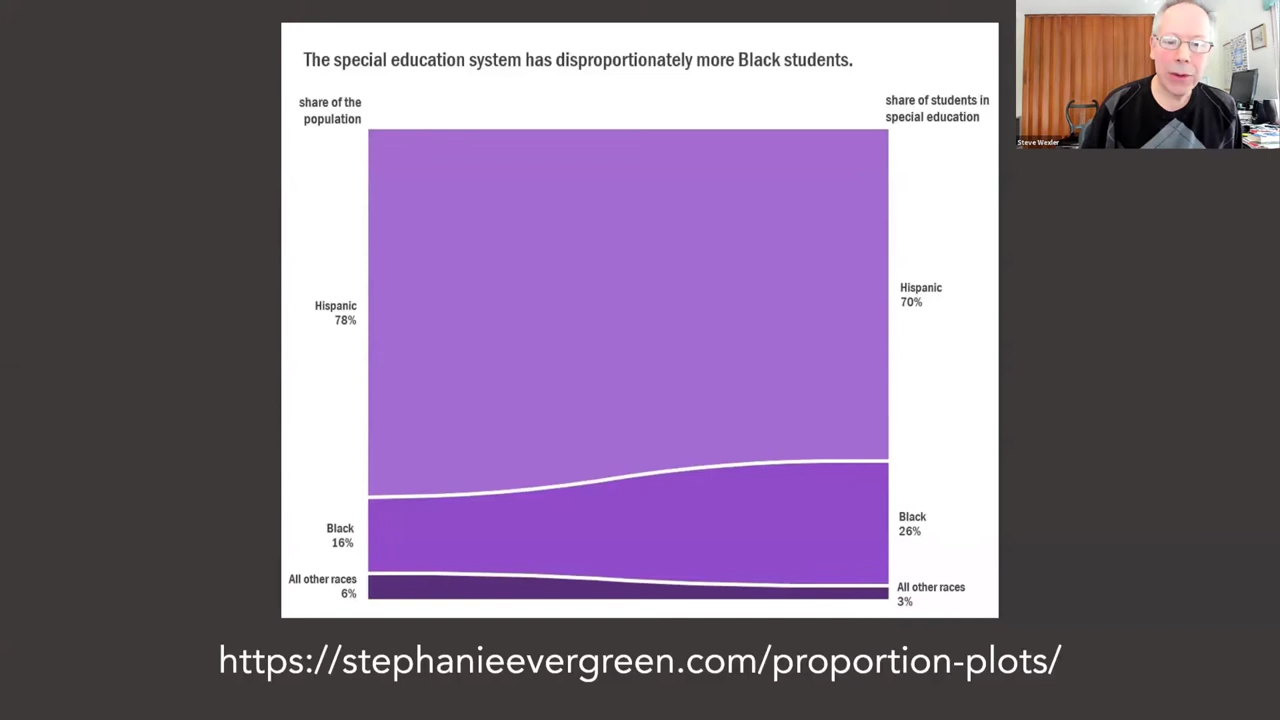 The special education system has disproportionately more Black students.
share of the
population
share of students in
special education
Hispanic
78%
Hispanic
70%
Black
16%
Black
26%
All other races
6%
All other races
3%
https://stephanieevergreen.com/proportion-plots/
Steve Wexler